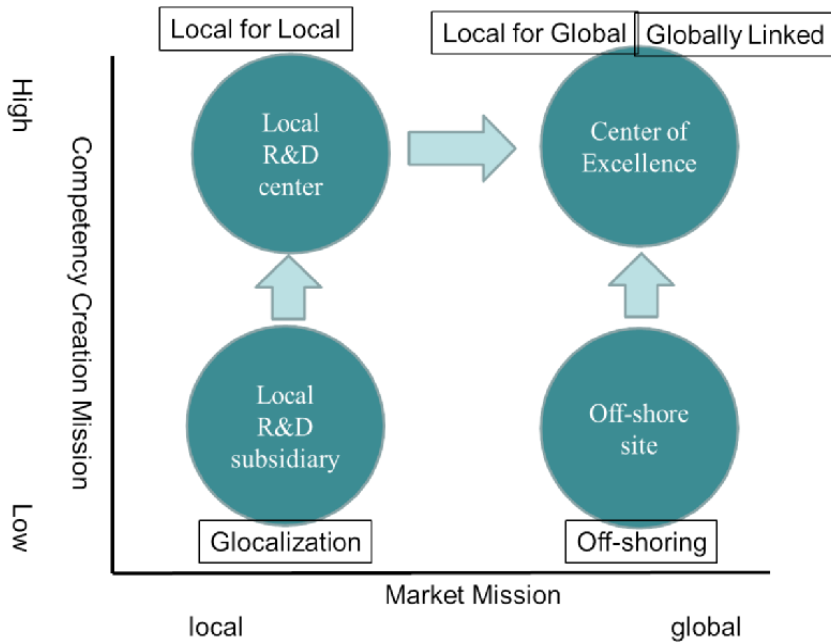 Local for Local
Local for Global
Globally Linked
High
Competency Creation Mission
Low
Local
R&D
center
Center of
Excellence
Local
R&D
subsidiary
Off-shore
site
Glocalization
Off-shoring
Market Mission
local
global